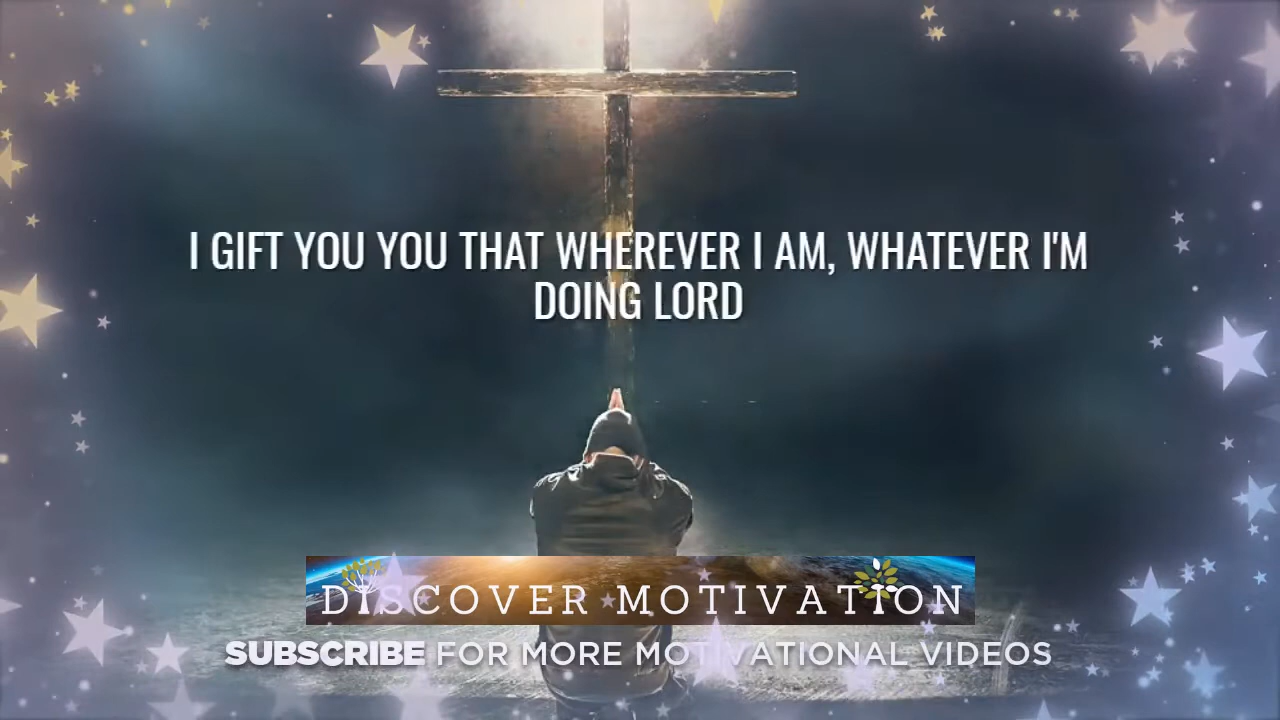 I GIFT YOU YOU THAT WHEREVER I AM, WHATEVER I'M
DOING LORD
DISCOVER MOTIVATION
SUBSCRIBE FOR MORE MOTIVATIONAL VIDEOS